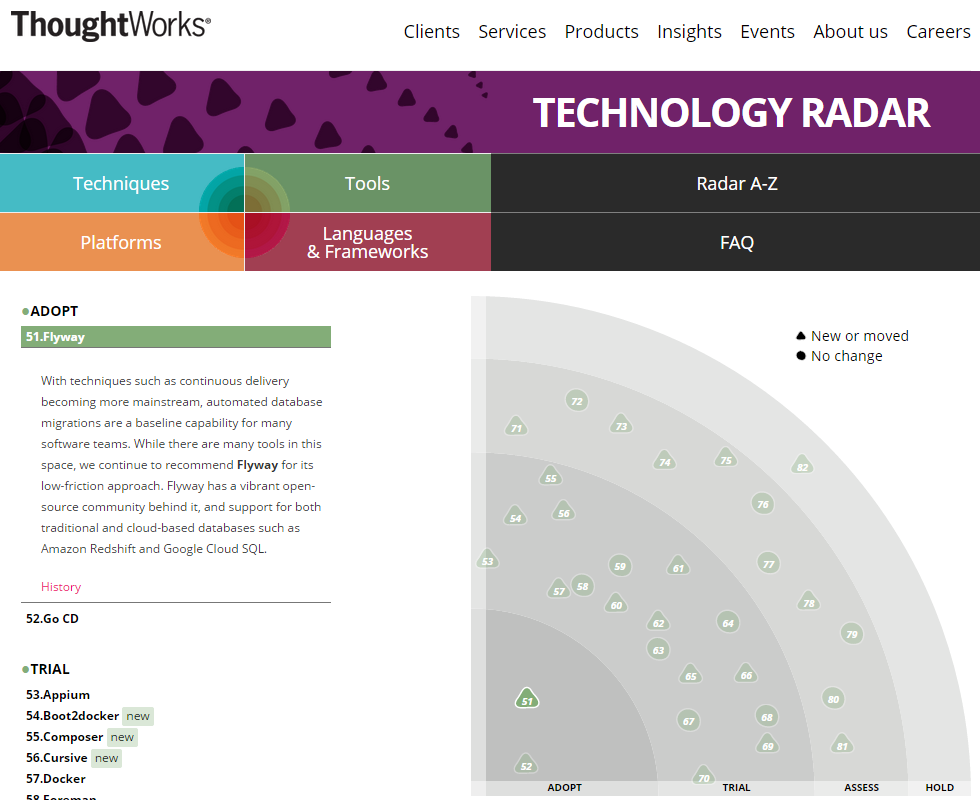 ThoughtWorks®
Clients Services Products Insights Events About us Careers
TECHNOLOGY RADAR
Techniques
Tools
Radar A-Z
Platforms
Languages
& Frameworks
FAQ
ADOPT
51.Flyway
With techniques such as continuous delivery
becoming more mainstream, automated database
migrations are a baseline capability for many
software teams. While there are many tools in this
space, we continue to recommend Flyway for its
low-friction approach. Flyway has a vibrant open-
source community behind it, and support for both
traditional and cloud-based databases such as
Amazon Redshift and Google Cloud SQL.
History
52.Go CD
TRIAL
53.Appium
54.Boot2docker new
55.Composer new
56.Cursive new
57.Docker
58.Foreman
New or moved
No change
72
71
73
74
75
82
55
76
54
56
53
59
61
77
57
58
60
78
62
64
79
63
65
66
51
80
67
68
69
81
52
70
ADOPT TRIAL ASSESS HOLD